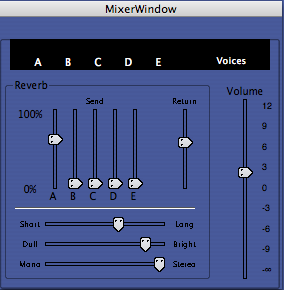 MixerWindow
A B C D E Voices
Reverb
Volume
Send Return
100%
0%
A B C D E
12
9
6
3
0
-3
-6
-9
-∞
Short Long
Dull Bright
Mono Stereo